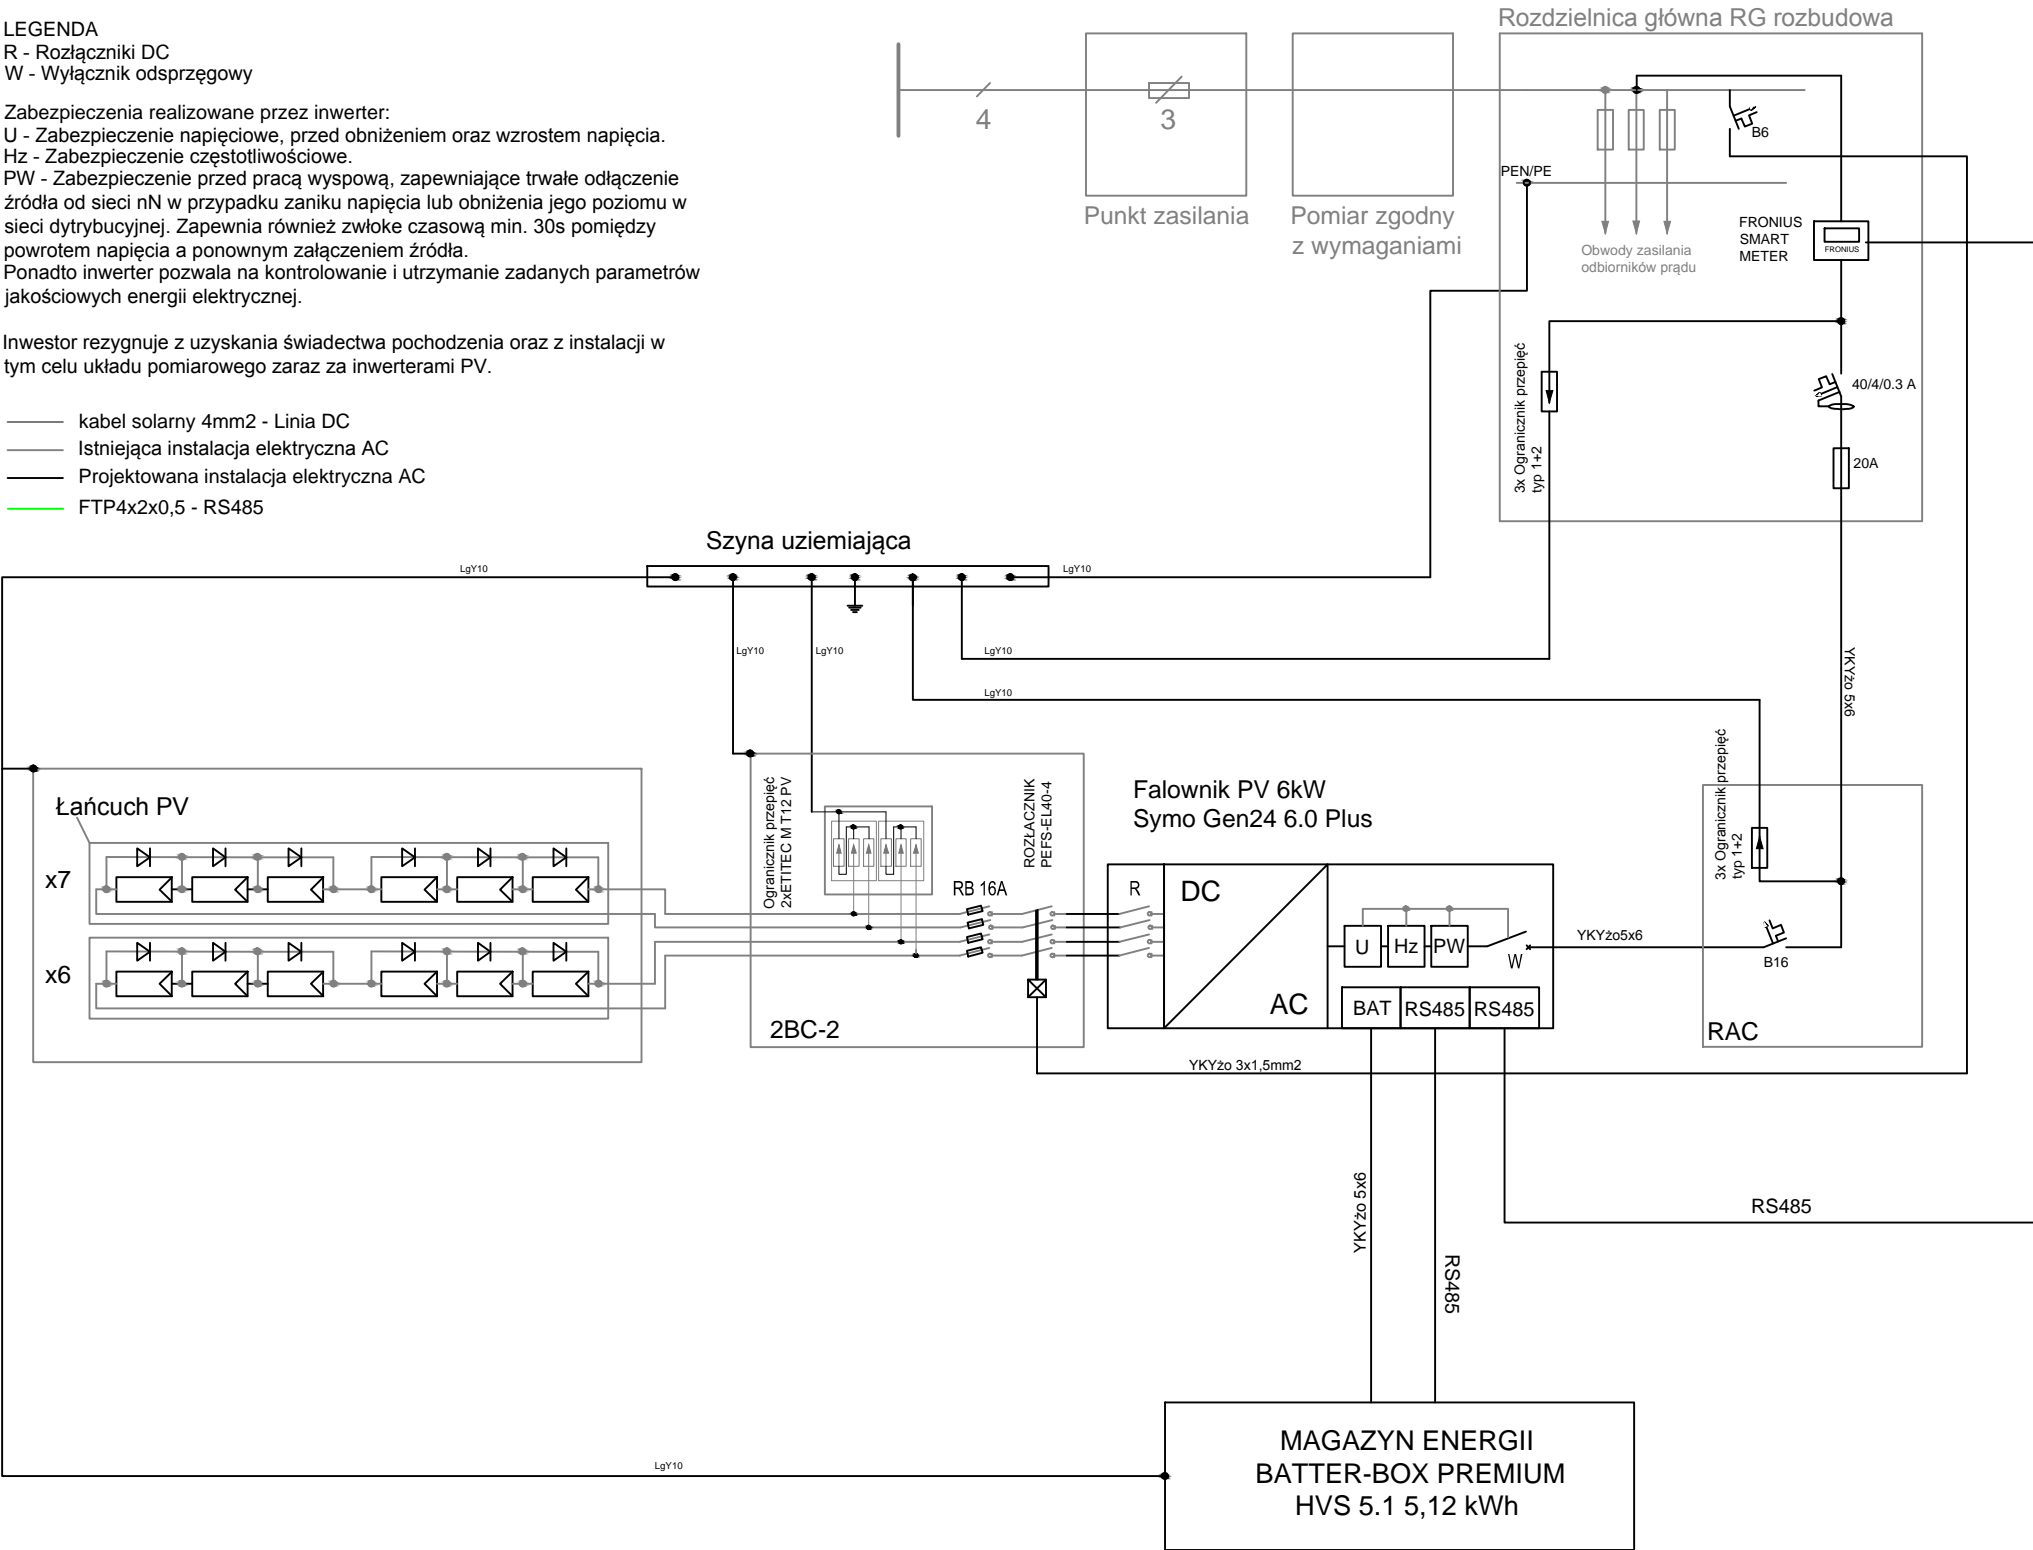 LEGENDA
R - Rozłączniki DC
W - Wyłącznik odsprzęgowy
Zabezpieczenia realizowane przez inwerter:
U - Zabezpieczenie napięciowe, przed obniżeniem oraz wzrostem napięcia.
Hz - Zabezpieczenie częstotliwościowe.
PW - Zabezpieczenie przed pracą wyspową, zapewniające trwałe odłączenie
źródła od sieci nN w przypadku zaniku napięcia lub obniżenia jego poziomu w
sieci dytrybucyjnej. Zapewnia również zwłoke czasową min. 30s pomiędzy
powrotem napięcia a ponownym załączeniem źródła.
Ponadto inwerter pozwala na kontrolowanie i utrzymanie zadanych parametrów
jakościowych energii elektrycznej.
Inwestor rezygnuje z uzyskania świadectwa pochodzenia oraz z instalacji w
tym celu układu pomiarowego zaraz za inwerterami PV.
kabel solarny 4mm2 - Linia DC
Istniejąca instalacja elektryczna AC
Projektowana instalacja elektryczna AC
FTP4x2x0,5 - RS485
4
3
Punkt zasilania
Pomiar zgodny
z wymaganiami
Rozdzielnica główna RG rozbudowa
B6
PEN/PE
Obwody zasilania
odbiorników prądu
FRONIUS
SMART
METER
FRONIUS
3x Ogranicznik przepięć
typ 1+2
40/4/0.3 A
20A
Szyna uziemiająca
LgY10
LgY10
LgY10
LgY10
LgY10
LgY10
YKYżo 5x6
Łańcuch PV
x7
x6
Ogranicznik przepięć
2xETITEC M T12 PV
ROZŁACZNIK
PEFS-EL40-4
RB 16A
2BC-2
Falownik PV 6kW
Symo Gen24 6.0 Plus
R
DC
AC
U
Hz
PW
W
BAT
RS485
RS485
YKYżo5x6
3x Ogranicznik przepięć
typ 1+2
B16
RAC
YKYżo 3x1,5mm2
YKYżo 5x6
RS485
RS485
LgY10
MAGAZYN ENERGII
BATTER-BOX PREMIUM
HVS 5.1 5,12 kWh